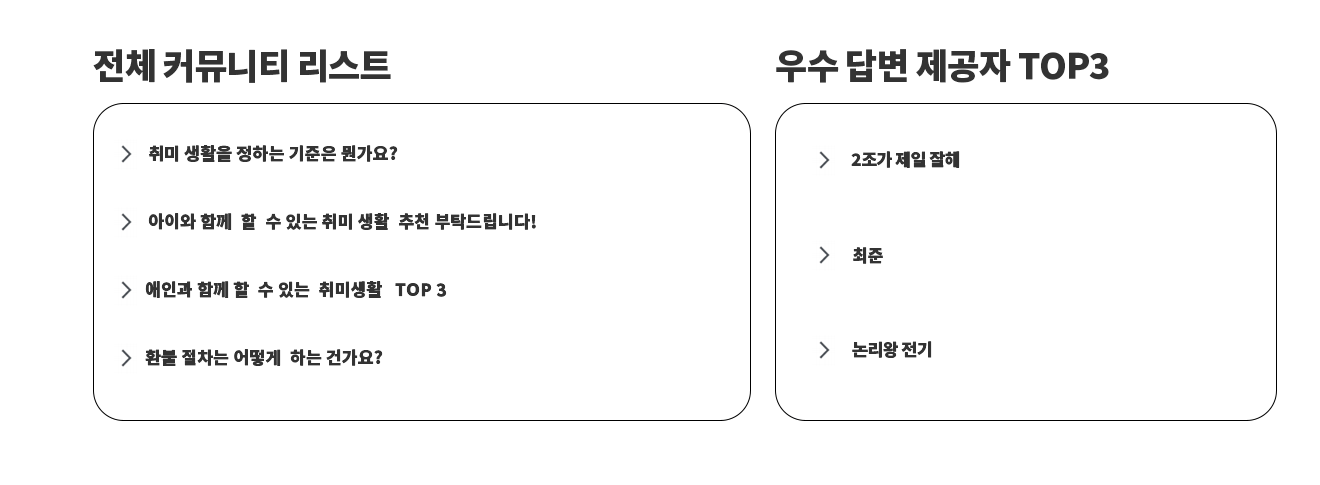 전체 커뮤니티 리스트
취미 생활을 정하는 기준은 뭔가요?
아이와 함께 할 수 있는 취미 생활 추천 부탁드립니다!
애인과 함께 할 수 있는 취미생활 TOP 3
환불 절차는 어떻게 하는 건가요?
우수 답변 제공자 TOP3
2조가 제일 잘해
최준
논리왕 전기